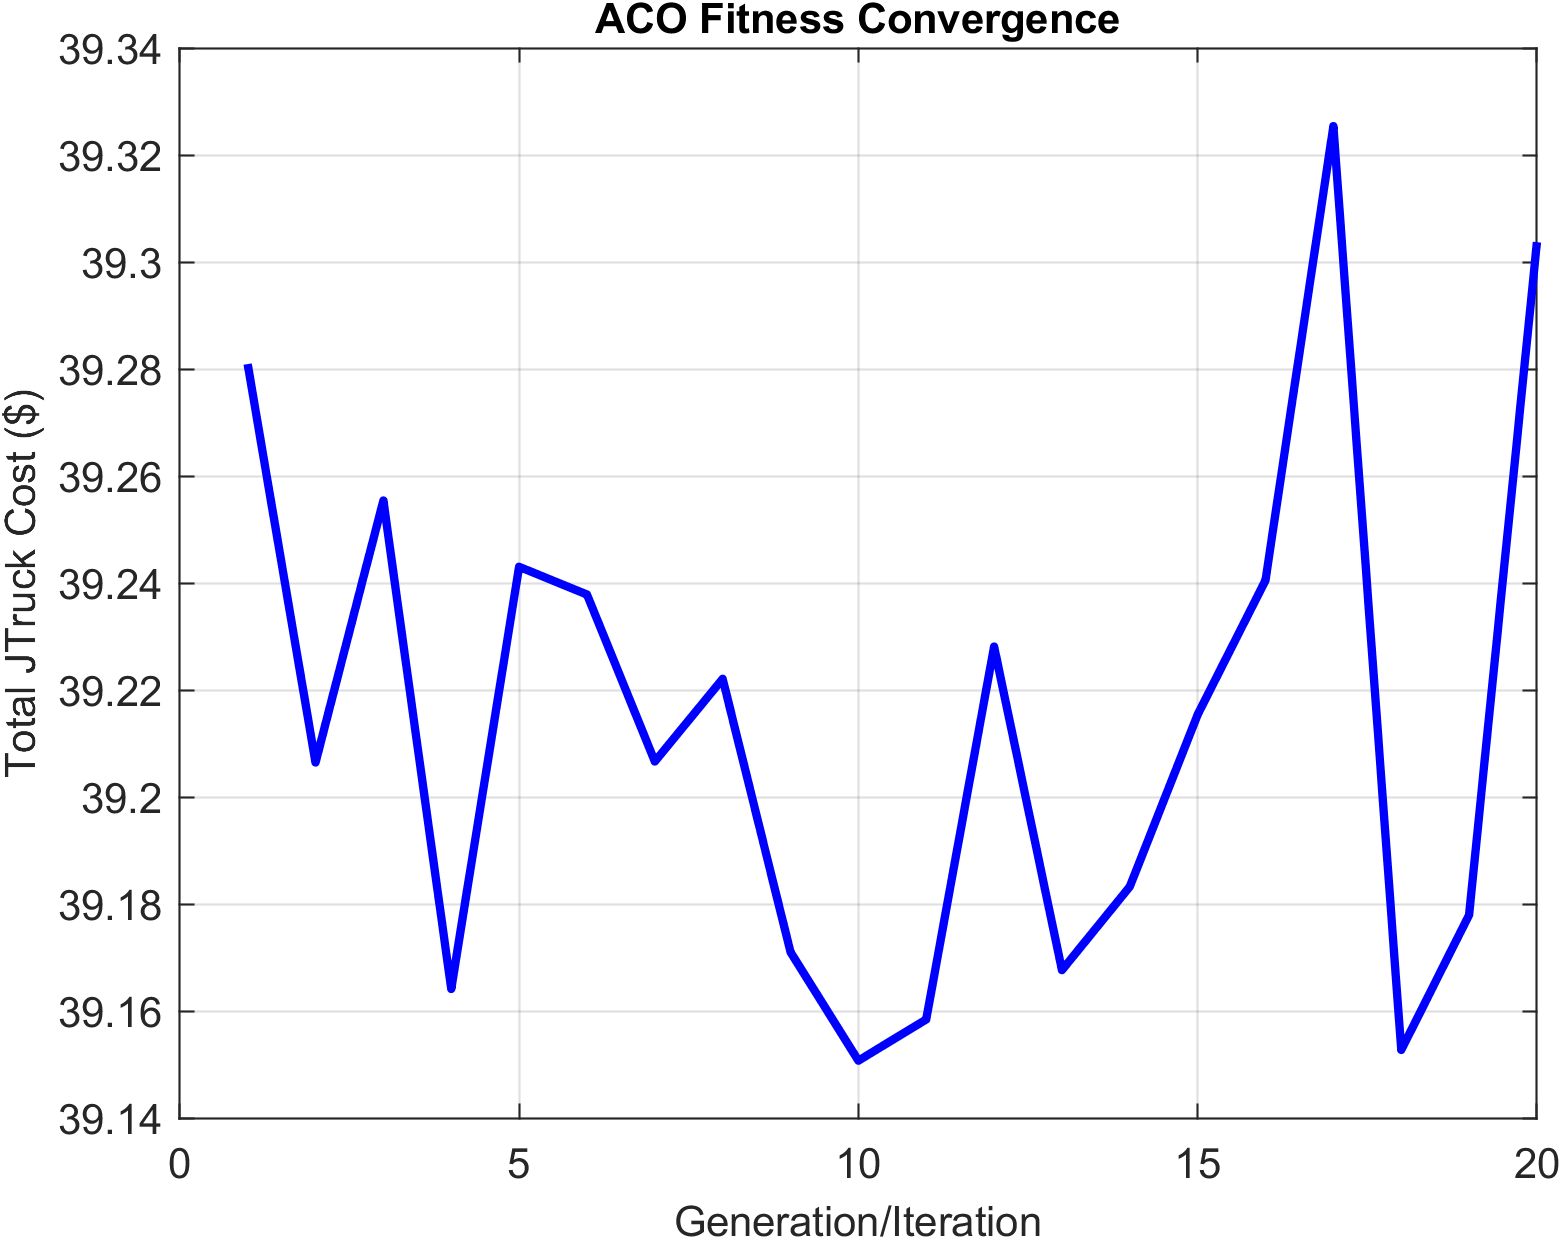 ACO Fitness Convergence
39.34
39.32
39.3
39.28
39.26
39.24
39.22
39.2
39.18
39.16
39.14
Total JTruck Cost ($)
0 5 10 15 20
Generation/Iteration